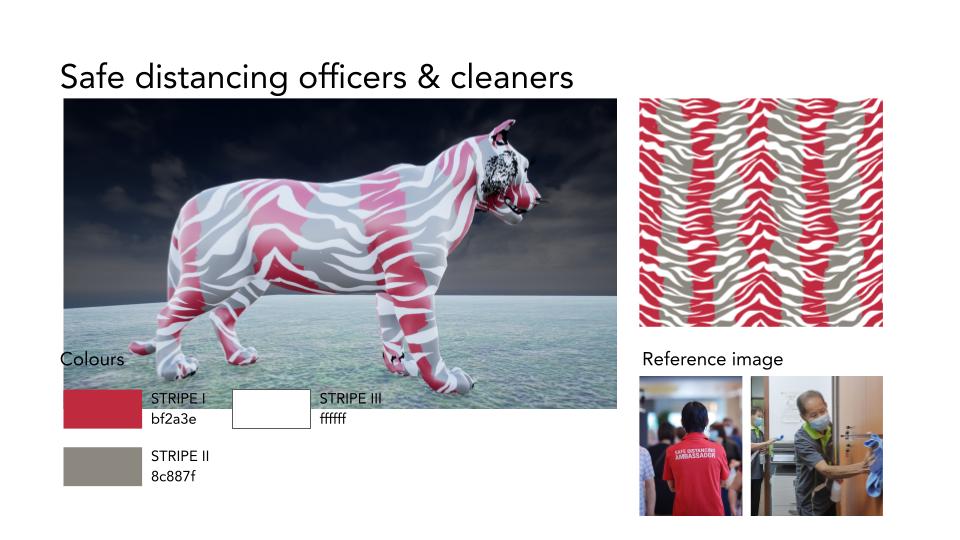 Safe distancing officers & cleaners
Colours
STRIPE I
bf2a3e
STRIPE III
ffffff
STRIPE II
8c887f
Reference image
SAFE DISTANCING
AMBASSADOR